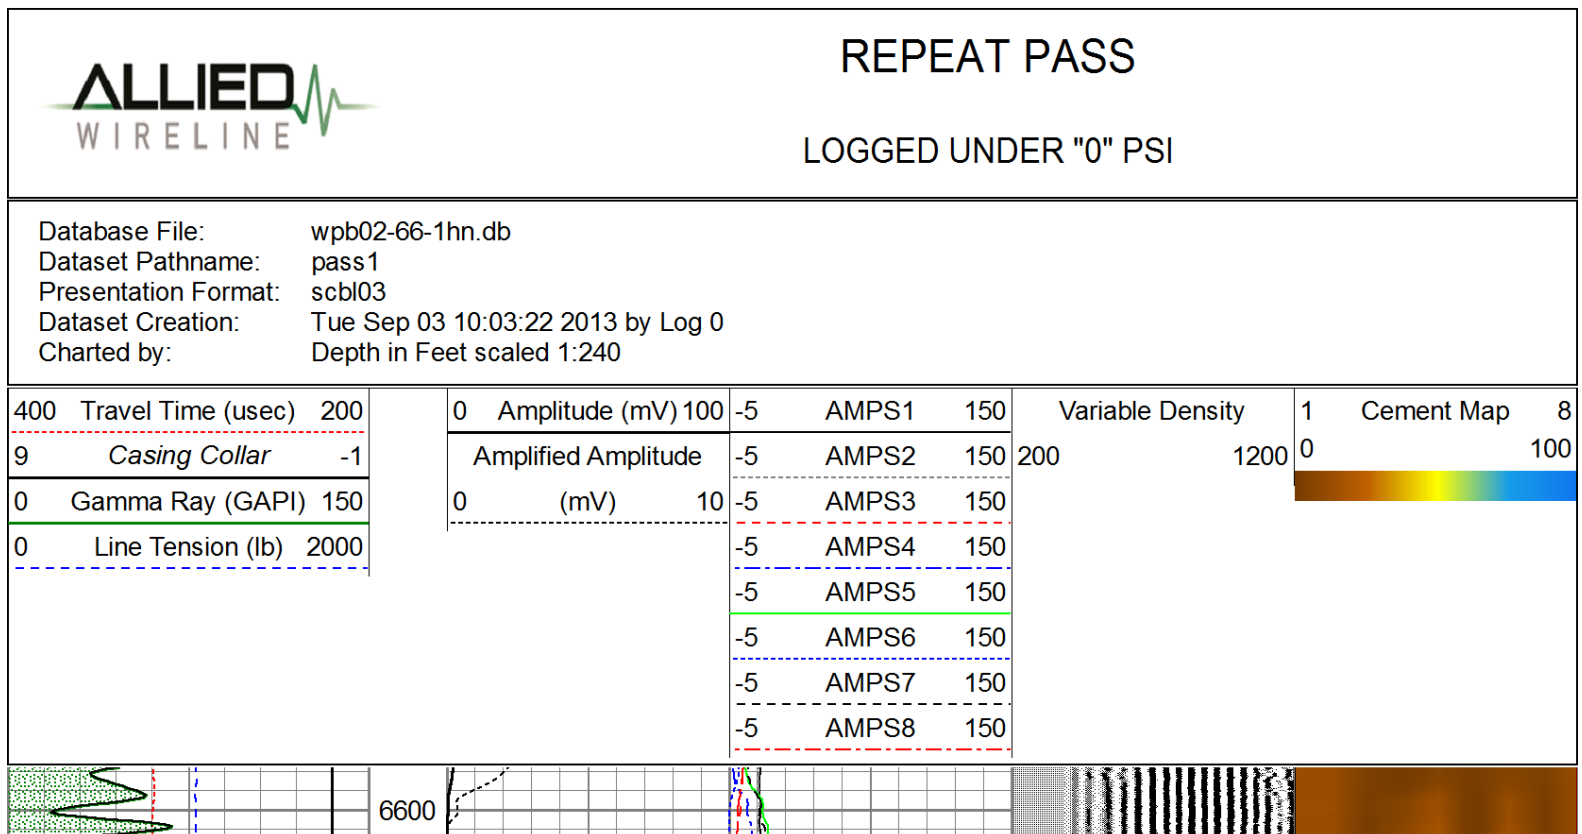 ALLIED
WIRELINE
REPEAT PASS
LOGGED UNDER "0" PSI
Database File: wpb02-66-1hn.db
Dataset Pathname: pass1
Presentation Format: scbl03
Dataset Creation: Tue Sep 03 10:03:22 2013 by Log 0
Charted by: Depth in Feet scaled 1:240
400 Travel Time (usec) 200
9 Casing Collar -1
0 Gamma Ray (GAPI) 150
0 Line Tension (lb) 2000
0 Amplitude (mV) 100
Amplified Amplitude
0 (mV) 10
-5 AMPS1 150
-5 AMPS2 150
-5 AMPS3 150
-5 AMPS4 150
-5 AMPS5 150
-5 AMPS6 150
-5 AMPS7 150
-5 AMPS8 150
Variable Density
200 1200
1 Cement Map 8
0 100
6600